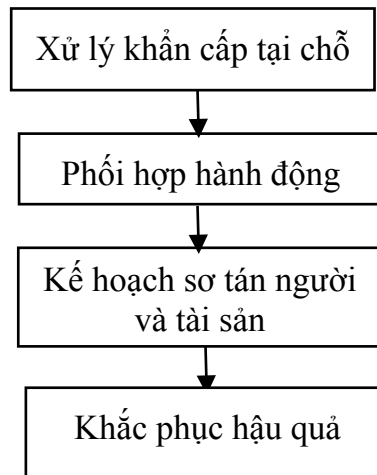 Xử lý khẩn cấp tại chỗ
Phối hợp hành động
Kế hoạch sơ tán người
và tài sản
Khắc phục hậu quả